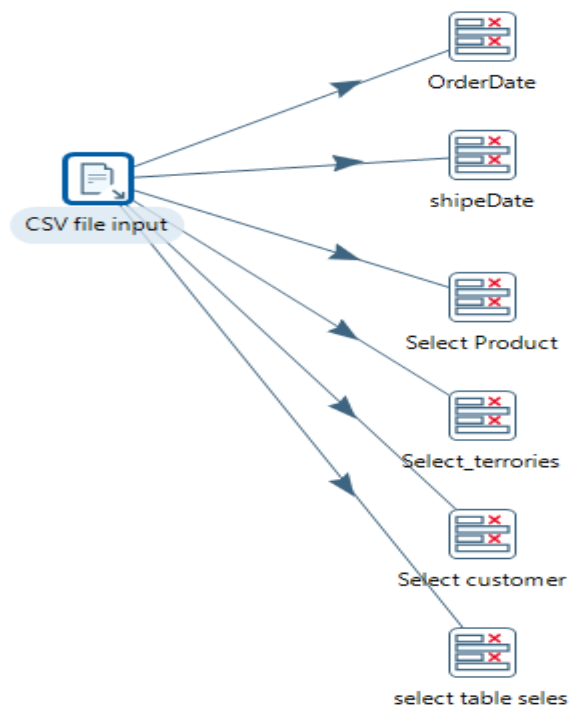 OrderDate
shipeDate
CSV file input
Select Product
Select_terrories
Select customer
select table seles